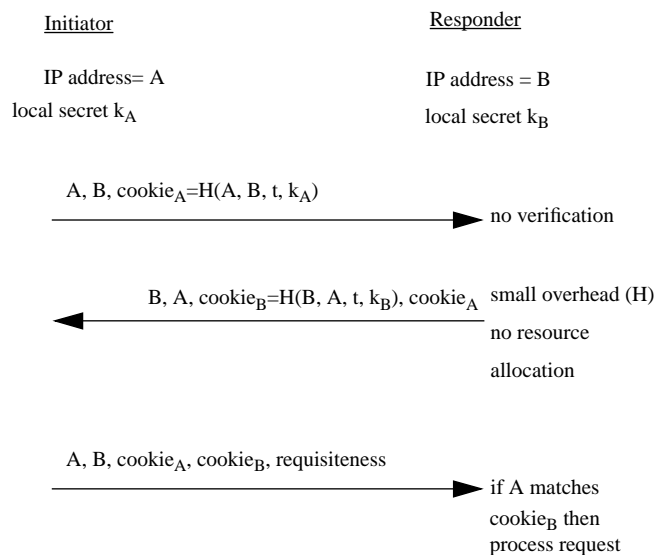 Initiator
Responder
IP address= A
IP address = B
local secret kA
local secret kB
A, B, cookieA=H(A, B, t, kA)
no verification
B, A, cookieB=H(B, A, t, kB), cookieA
small overhead (H)
no resource
allocation
A, B, cookieA, cookieB, requisiteness
if A matches
cookieB then
process request